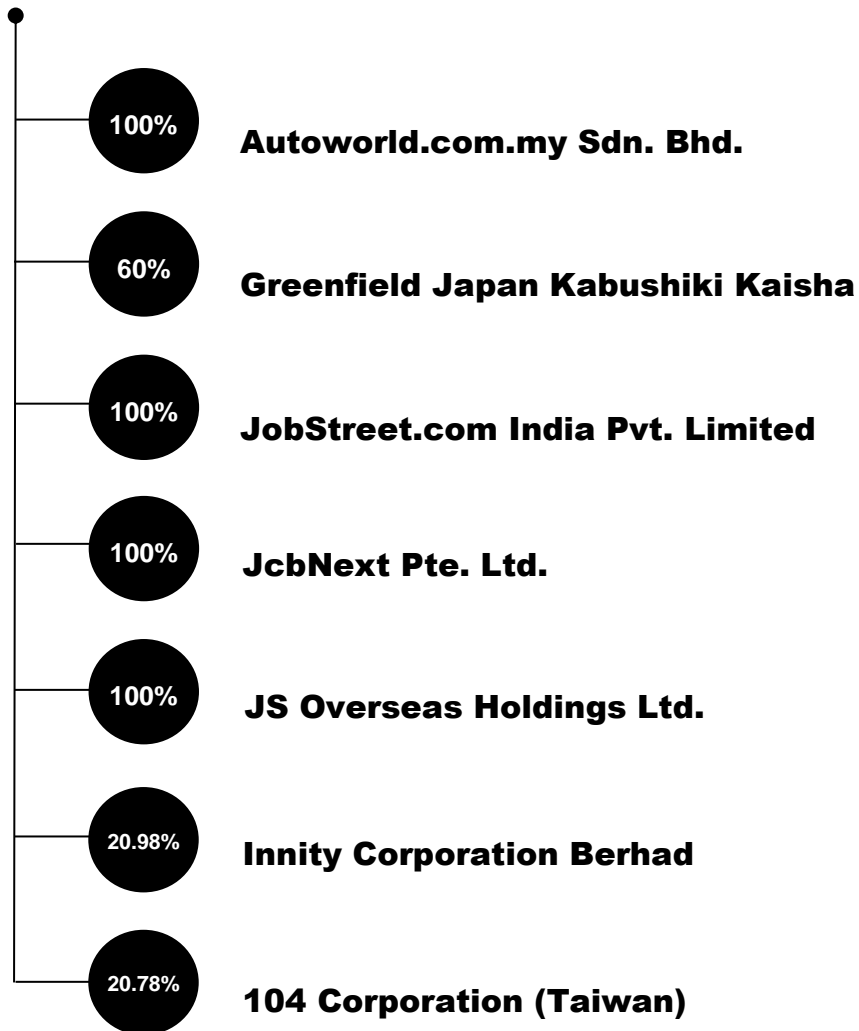 100%
Autoworld.com.my Sdn. Bhd.
60%
Greenfield Japan Kabushiki Kaisha
100%
JobStreet.com India Pvt. Limited
100%
JcbNext Pte. Ltd.
100%
JS Overseas Holdings Ltd.
20.98%
Innity Corporation Berhad
20.78%
104 Corporation (Taiwan)